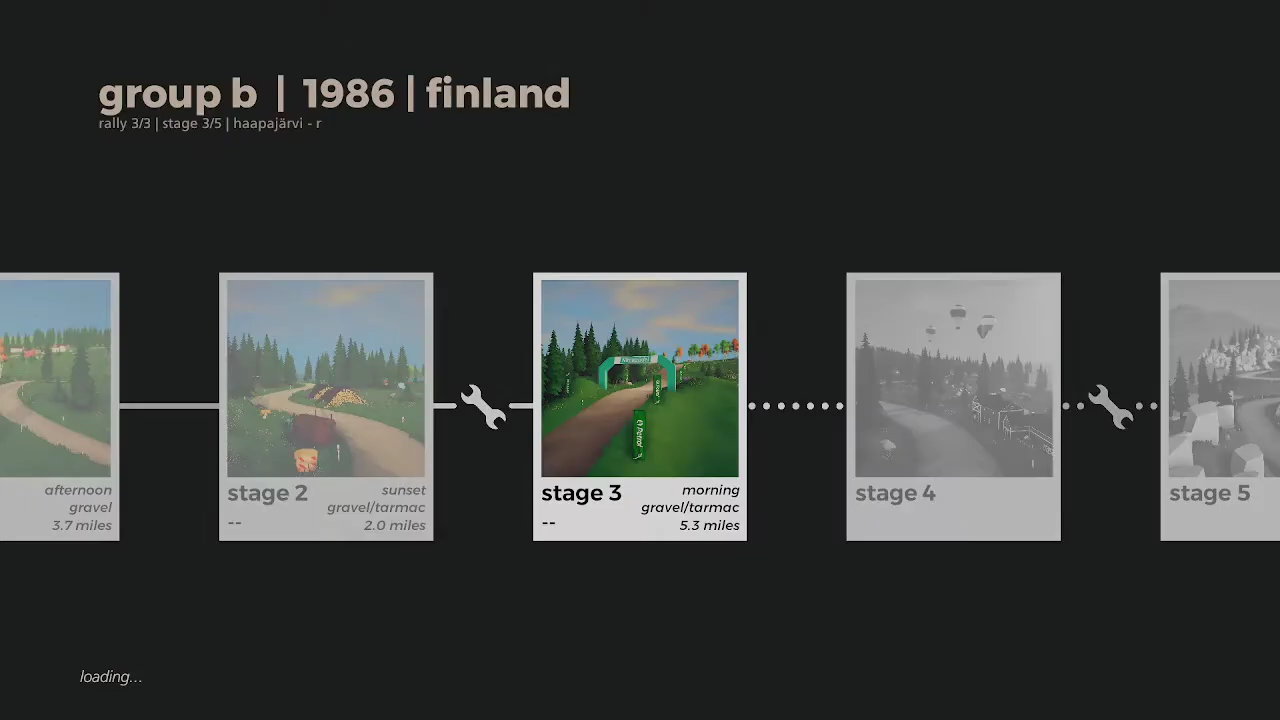 group b | 1986 | finland
rally 3/3 | stage 3/5 | haapajärvi - r
afternoon
gravel
3.7 miles
stage 2
sunset
gravel/tarmac
--
2.0 miles
Petrol
stage 3
morning
gravel/tarmac
--
5.3 miles
stage 4
stage 5
loading...